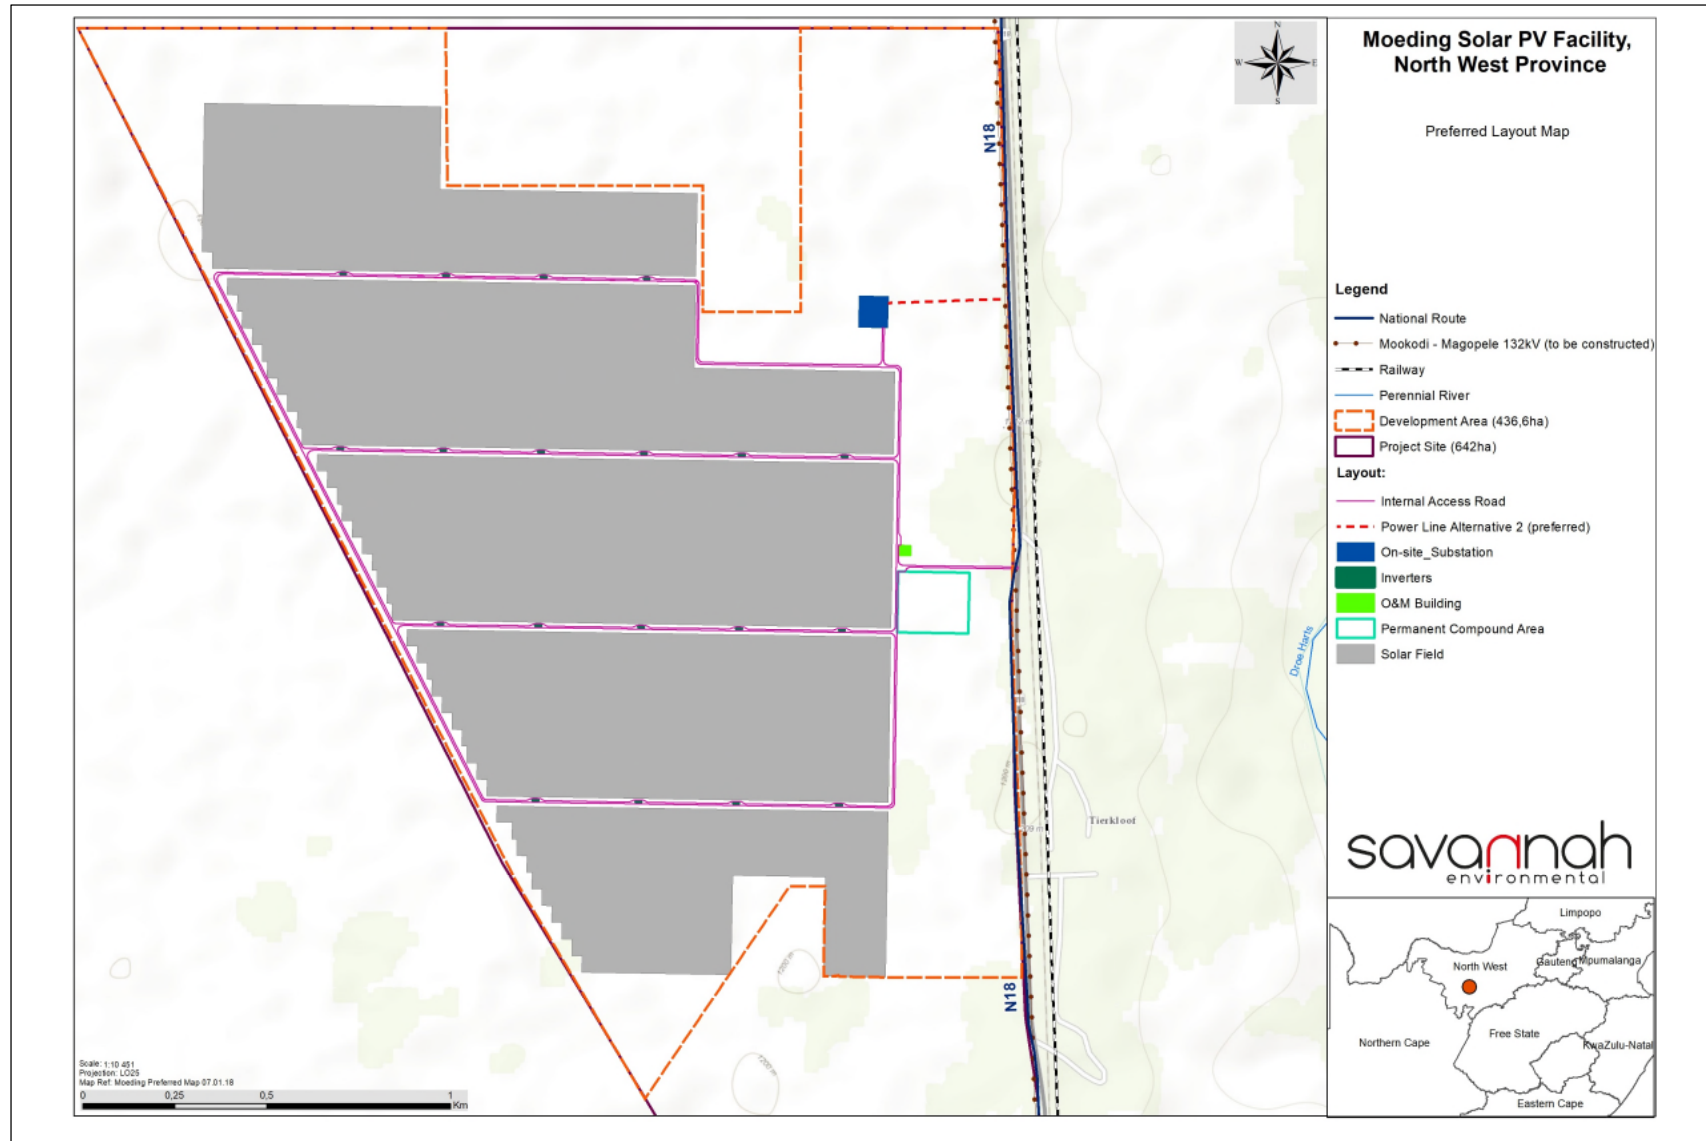 Moeding Solar PV Facility,
North West Province
Preferred Layout Map
N
W
E
S
N18
Legend
National Route
Mookodi - Magopele 132kV (to be constructed)
Railway
Perennial River
Development Area (436,6ha)
Project Site (642ha)
Layout:
Internal Access Road
Power Line Alternative 2 (preferred)
On-site_Substation
Inverters
O&M Building
Permanent Compound Area
Solar Field
Droe Harts
1200 m
Tierkloof
N18
1200 m
1200 m
savannah
environmental
Limpopo
North West
Gauteng
Mpumalanga
Northern Cape
Free State
KwaZulu-Natal
Eastern Cape
Scale: 1:10 451
Projection: LO25
Map Ref: Moeding Preferred Map 07.01.18
0 0,25 0,5 1
Km